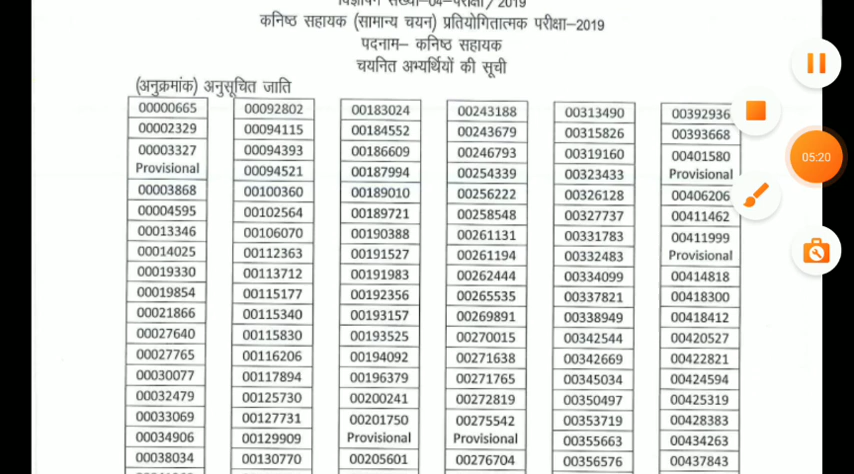 विज्ञापन संख्या-04-परीक्षा/2019
कनिष्ठ सहायक (सामान्य चयन) प्रतियोगितात्मक परीक्षा-2019
पदनाम- कनिष्ठ सहायक
चयनित अभ्यर्थियों की सूची
(अनुक्रमांक) अनुसूचित जाति
00000665 00092802 00183024 00243188 00313490 00392936
00002329 00094115 00184552 00243679 00315826 00393668
00003327 Provisional 00094393 00186609 00246793 00319160 00401580 Provisional
00094521 00187994 00254339 00323433
00003868 00100360 00189010 00256222 00326128 00406206
00004595 00102564 00189721 00258548 00327737 00411462
00013346 00106070 00190388 00261131 00331783 00411999 Provisional
00014025 00112363 00191527 00261194 00332483
00019330 00113712 00191983 00262444 00334099 00414818
00019854 00115177 00192356 00265535 00337821 00418300
00021866 00115340 00193157 00269891 00338949 00418412
00027640 00115830 00193525 00270015 00342544 00420527
00027765 00116206 00194092 00271638 00342669 00422821
00030077 00117894 00196379 00271765 00345034 00424594
00032479 00125730 00200241 00272819 00350497 00425319
00033069 00127731 00201750 Provisional 00275542 Provisional 00353719 00428383
00034906 00129909 00355663 00434263
00038034 00130770 00205601 00276704 00356576 00437843
05:20